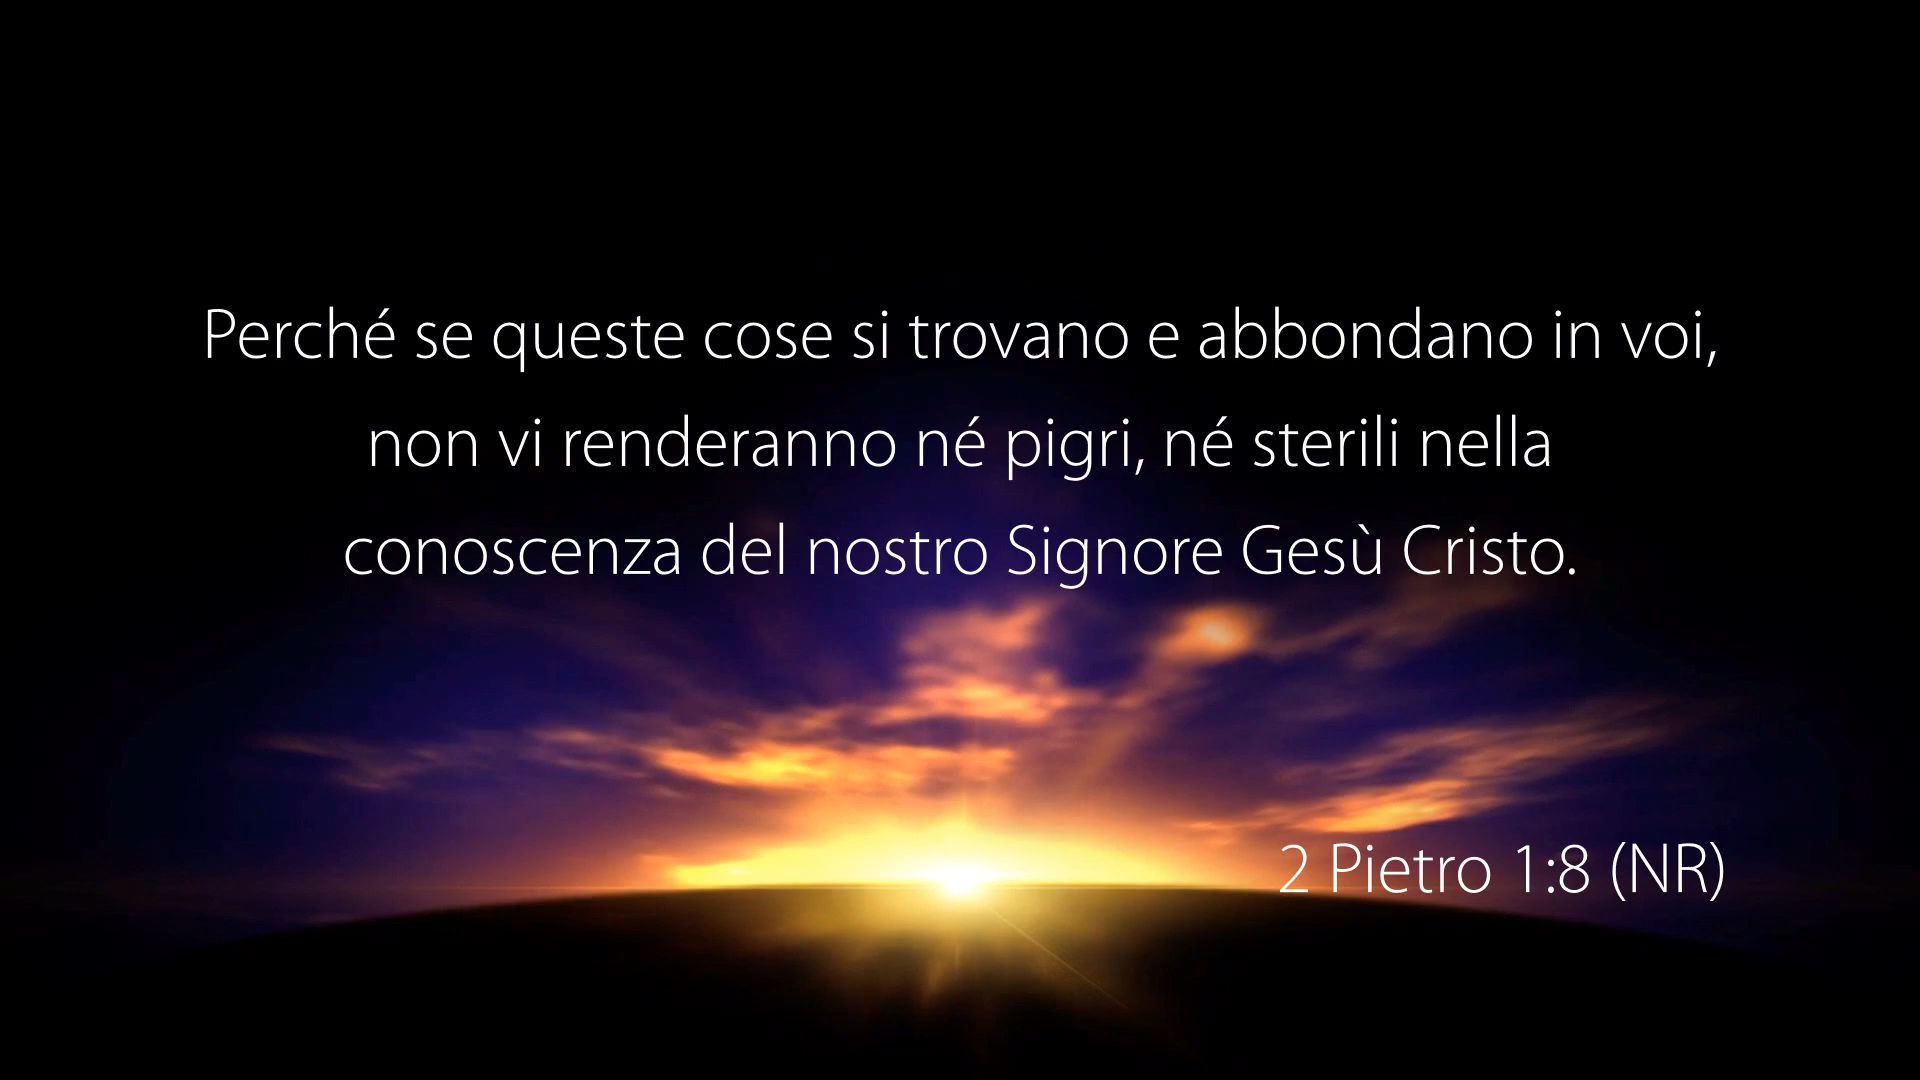 Perché se queste cose si trovano e abbondano in voi,
non vi renderanno né pigri, né sterili nella
conoscenza del nostro Signore Gesù Cristo.
2 Pietro 1:8 (NR)